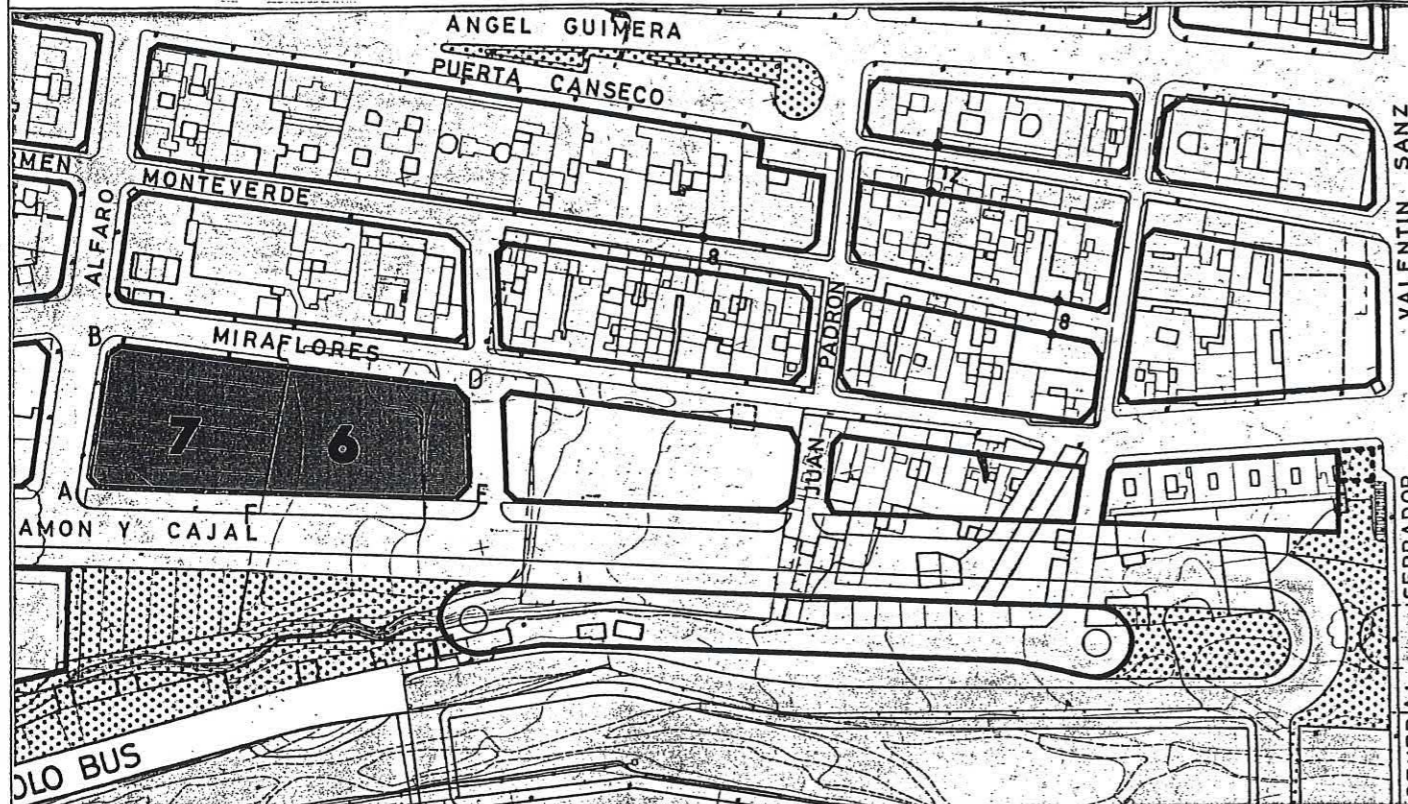 ANGEL GUIMERA
PUERTA CANSECO
VALENTIN SANZ
RMEN
MONTEVERDE
12
ALFARO
8
PADRON
8
B
MIRAFLORES
D
7
6
JUAN
A
E
F
AMON Y CAJAL
SERRADOR
OLO BUS